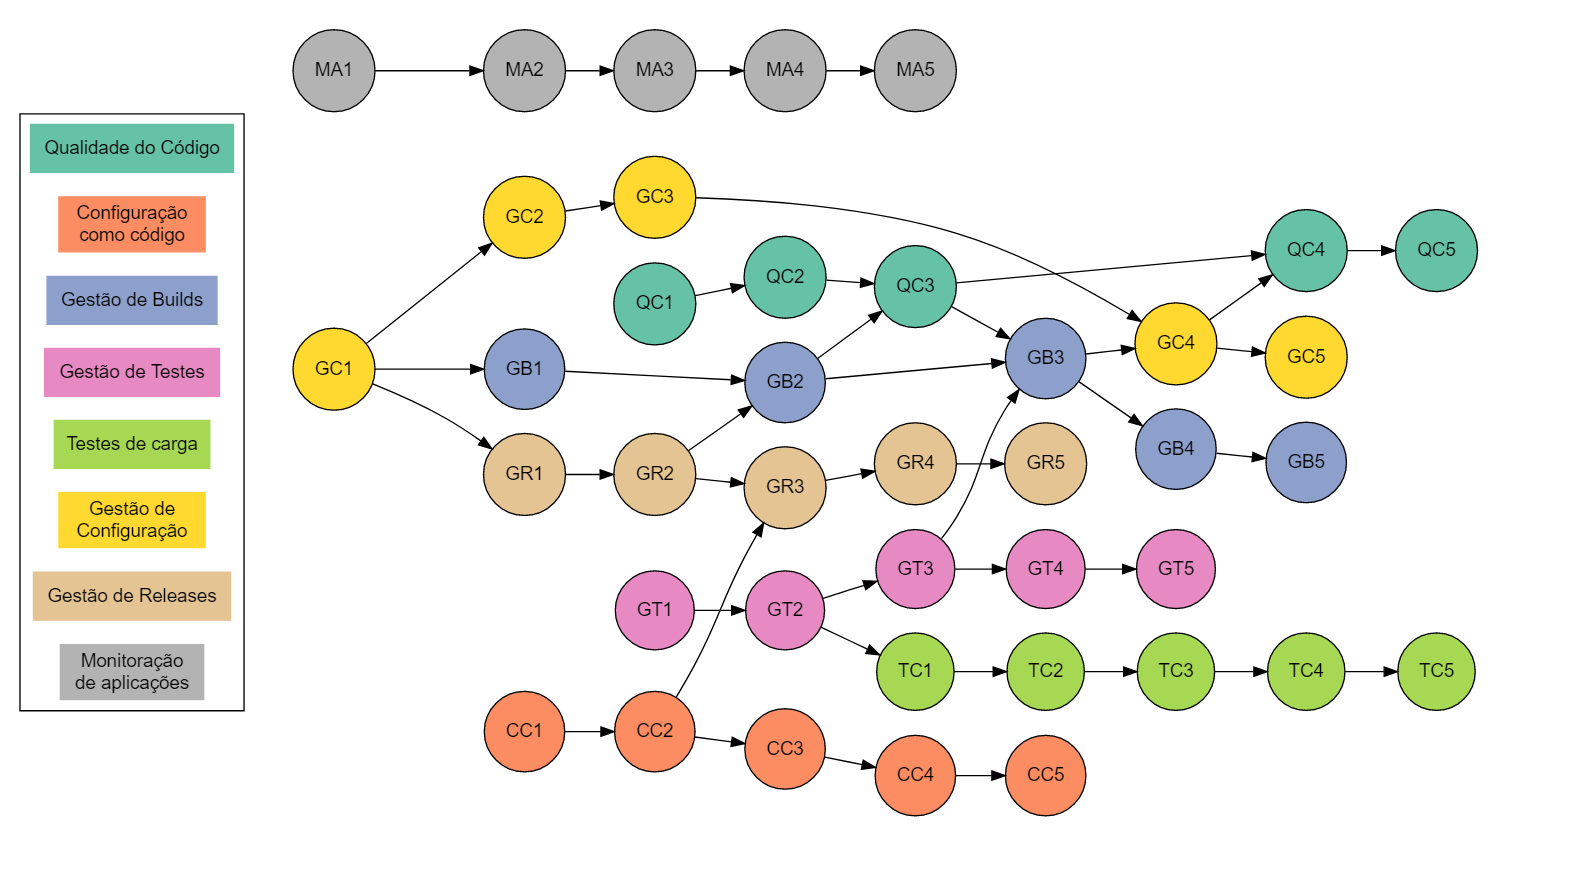 MA1
MA2
MA3
MA4
MA5
Qualidade do Código
Configuração
como código
Gestão de Builds
Gestão de Testes
Testes de carga
Gestão de
Configuração
Gestão de Releases
Monitoração
de aplicações
GC1
GC2
GC3
GC4
GC5
QC1
QC2
QC3
QC4
QC5
GB1
GB2
GB3
GB4
GB5
GR1
GR2
GR3
GR4
GR5
GT1
GT2
GT3
GT4
GT5
TC1
TC2
TC3
TC4
TC5
CC1
CC2
CC3
CC4
CC5